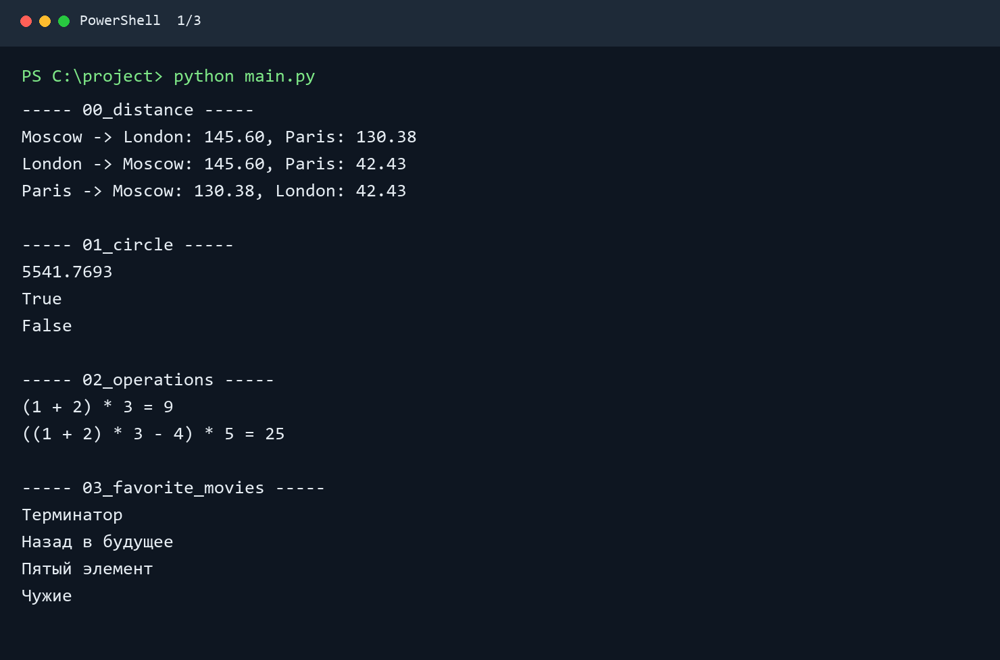 PowerShell  1/3
PS C:\project> python main.py
----- 00_distance -----
Moscow -> London: 145.60, Paris: 130.38
London -> Moscow: 145.60, Paris: 42.43
Paris -> Moscow: 130.38, London: 42.43
----- 01_circle -----
5541.7693
True
False
----- 02_operations -----
(1 + 2) * 3 = 9
((1 + 2) * 3 - 4) * 5 = 25
----- 03_favorite_movies -----
Терминатор
Назад в будущее
Пятый элемент
Чужие